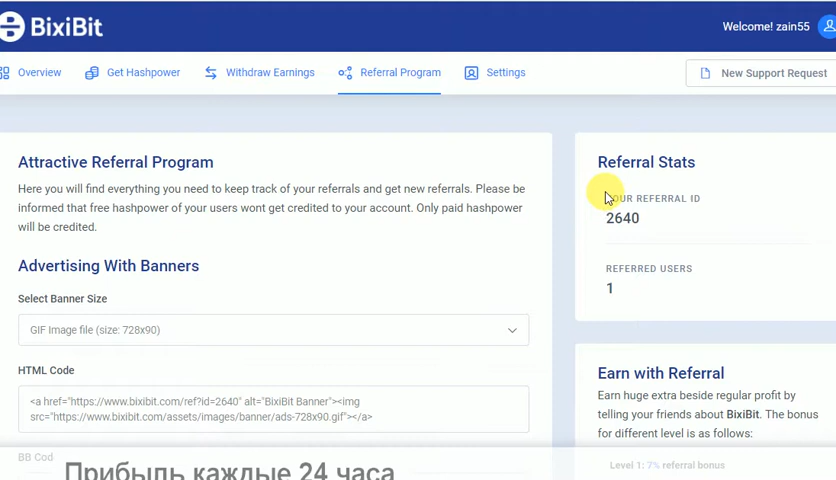 BixiBit
Welcome! zain55
Overview
Get Hashpower
Withdraw Earnings
Referral Program
Settings
New Support Request
Attractive Referral Program
Here you will find everything you need to keep track of your referrals and get new referrals. Please be
informed that free hashpower of your users wont get credited to your account. Only paid hashpower
will be credited.
Advertising With Banners
Select Banner Size
GIF Image file (size: 728x90)
HTML Code
<a href="https://www.bixibit.com/ref?id=2640" alt="BixiBit Banner"><img
src="https://www.bixibit.com/assets/images/banner/ads-728x90.gif"></a>
BB Cod
Referral Stats
YOUR REFERRAL ID
2640
REFERRED USERS
1
Earn with Referral
Earn huge extra beside regular profit by
telling your friends about BixiBit. The bonus
for different level is as follows:
Level 1: 7% referral bonus
Прибыль каждые 24 часа